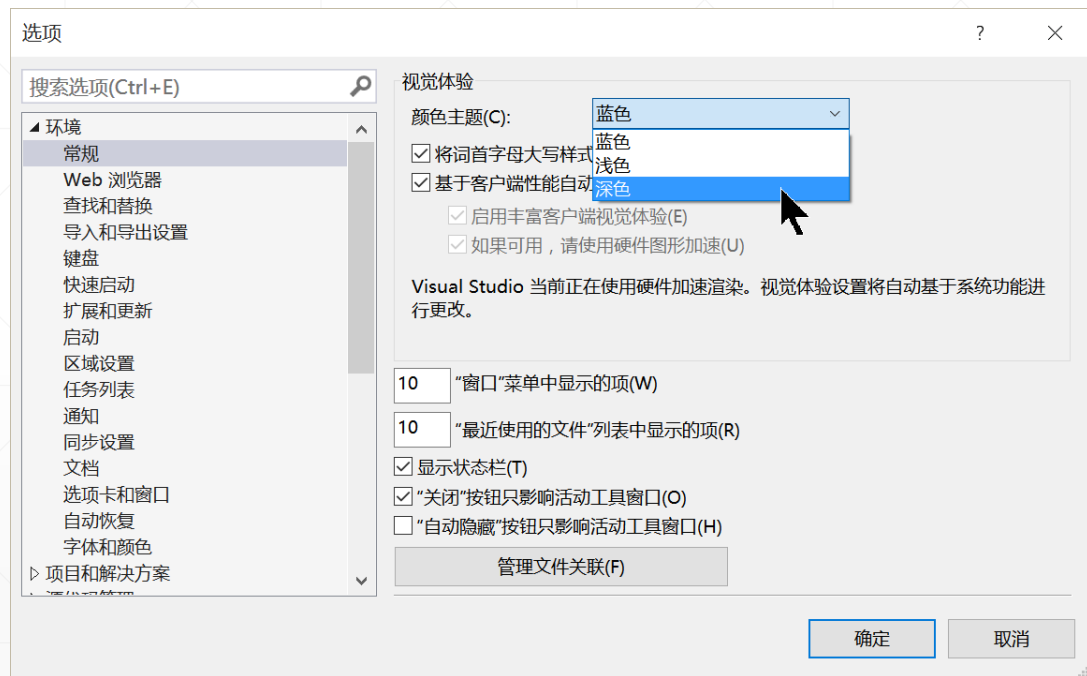 选项
?
搜索选项(Ctrl+E)
环境
常规
Web 浏览器
查找和替换
导入和导出设置
键盘
快速启动
扩展和更新
启动
区域设置
任务列表
通知
同步设置
文档
选项卡和窗口
自动恢复
字体和颜色
项目和解决方案
源代码管理
视觉体验
颜色主题(C):
蓝色
蓝色
浅色
深色
将词首字母大写样式
基于客户端性能自动
启用丰富客户端视觉体验(E)
如果可用，请使用硬件图形加速(U)
Visual Studio 当前正在使用硬件加速渲染。视觉体验设置将自动基于系统功能进
行更改。
10 “窗口”菜单中显示的项(W)
10 “最近使用的文件”列表中显示的项(R)
显示状态栏(T)
“关闭”按钮只影响活动工具窗口(O)
“自动隐藏”按钮只影响活动工具窗口(H)
管理文件关联(F)
确定
取消